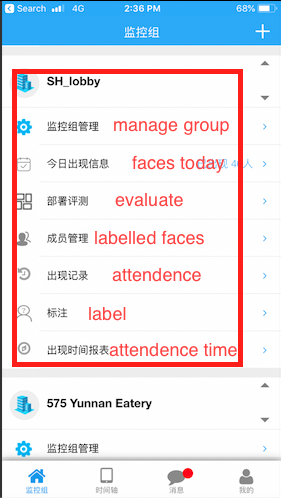 Search 4G 2:36 PM 68%
监控组 +
SH_lobby
监控组管理 manage group
今日出现信息 faces today 人
部署评测 evaluate
成员管理 labelled faces
出现记录 attendence
标注 label
出现时间报表 attendence time
575 Yunnan Eatery
监控组管理
监控组 时间轴 消息 我的